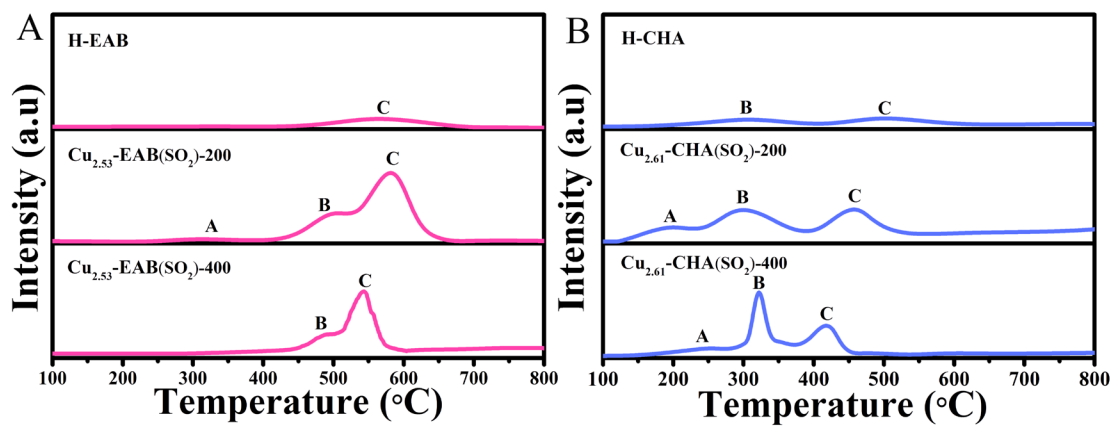 A
H-EAB
C
Cu2.53-EAB(SO2)-200
A
B
C
Cu2.53-EAB(SO2)-400
B
C
Intensity (a.u)
100 200 300 400 500 600 700 800
Temperature (°C)
B
H-CHA
B
C
Cu2.61-CHA(SO2)-200
A
B
C
Cu2.61-CHA(SO2)-400
A
B
C
Intensity (a.u)
100 200 300 400 500 600 700 800
Temperature (°C)